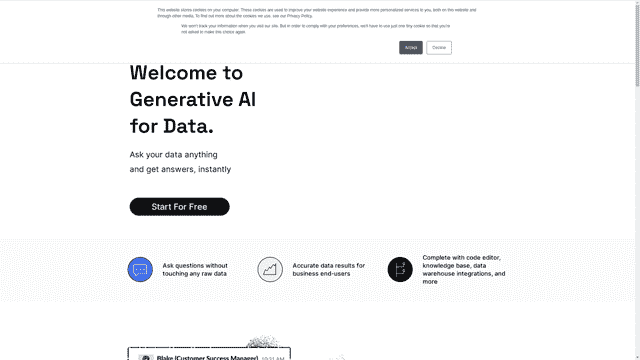 This website stores cookies on your computer. These cookies are used to improve your website experience and provide more personalized services to you, both on this website and
through other media. To find out more about the cookies we use, see our Privacy Policy.
We won't track your information when you visit our site. But in order to comply with your preferences, we'll have to use just one tiny cookie so that you're
not asked to make this choice again.
Accept
Decline
Welcome to
Generative AI
for Data.
Ask your data anything
and get answers, instantly
Start For Free
Ask questions without
touching any raw data
Accurate data results for
business end-users
Complete with code editor,
knowledge base, data
warehouse integrations, and
more
Blake (Customer Success Manager) 10:31 AM